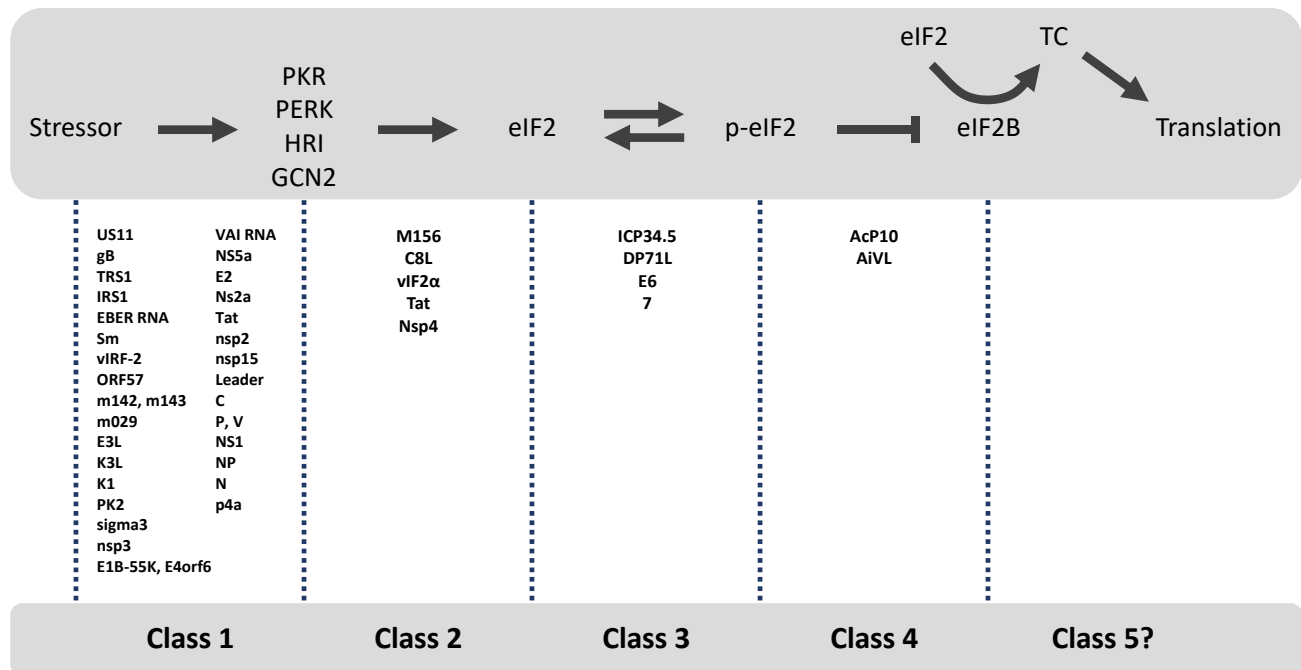 eIF2
TC
Stressor
PKR
PERK
HRI
GCN2
eIF2
p-eIF2
eIF2B
Translation
US11
gB
TRS1
IRS1
EBER RNA
Sm
vIRF-2
ORF57
m142, m143
m029
E3L
K3L
K1
PK2
sigma3
nsp3
E1B-55K, E4orf6
VAI RNA
NS5a
E2
Ns2a
Tat
nsp2
nsp15
Leader
C
P, V
NS1
NP
N
p4a
M156
C8L
vIF2α
Tat
Nsp4
ICP34.5
DP71L
E6
7
AcP10
AiVL
Class 1
Class 2
Class 3
Class 4
Class 5?